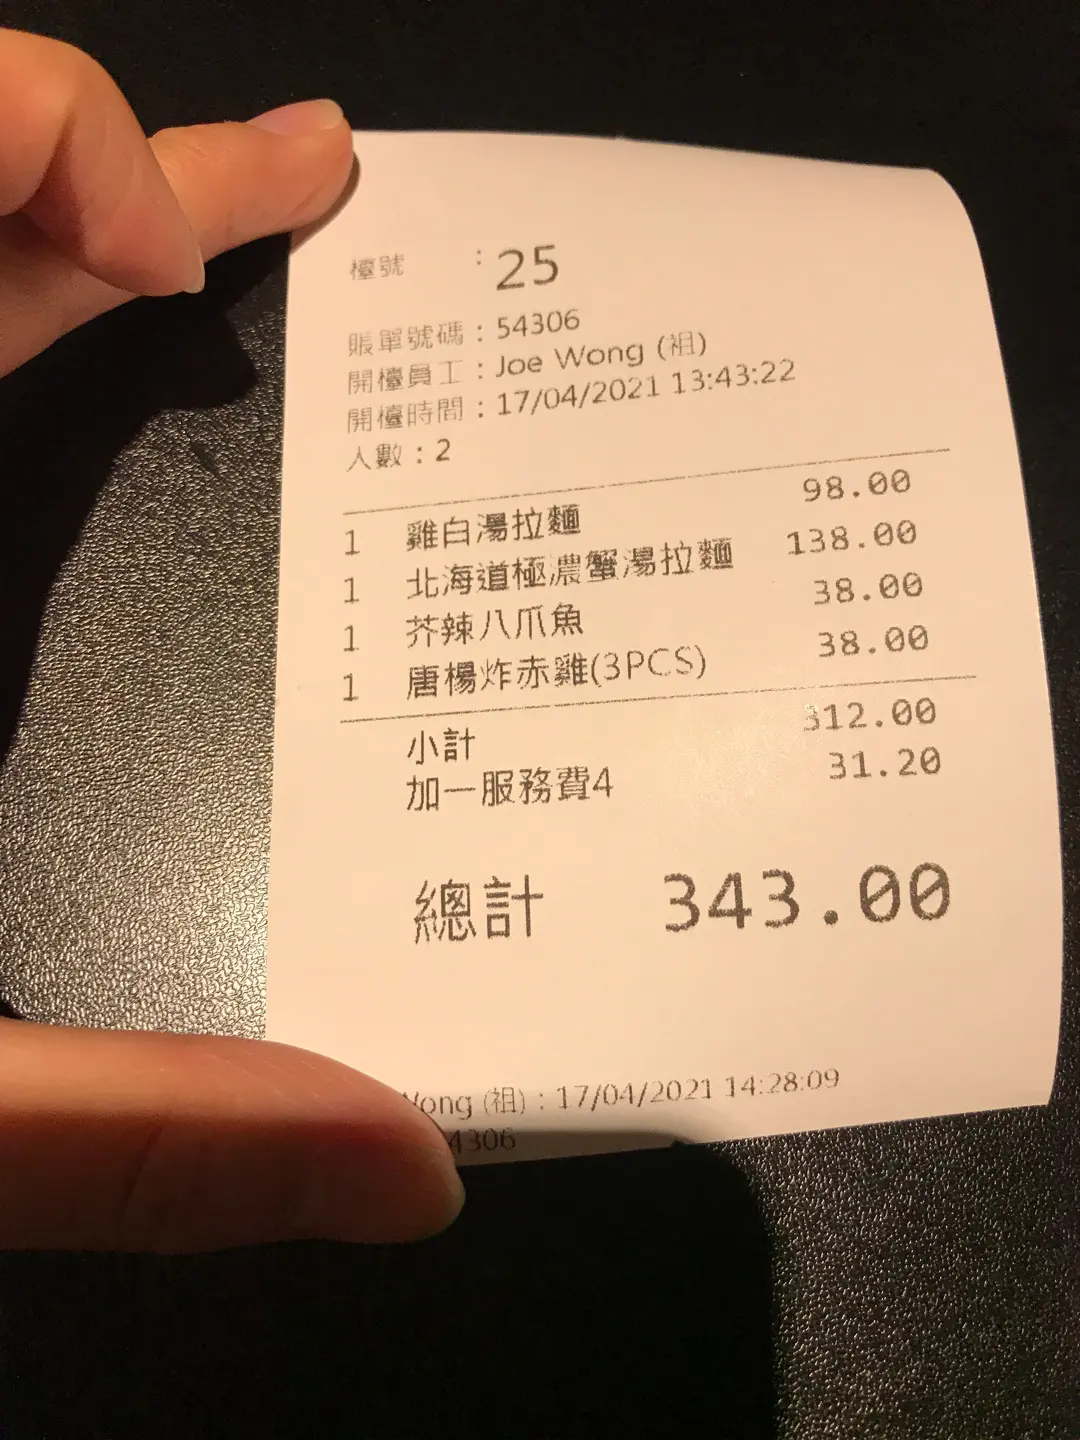 檯號 : 25
賬單號碼 : 54306
開檯員工 : Joe Wong (祖)
開檯時間 : 17/04/2021 13:43:22
人數 : 2
1 雞白湯拉麵 98.00
1 北海道極濃蟹湯拉麵 138.00
1 芥辣八爪魚 38.00
1 唐楊炸赤雞(3PCS) 38.00
小計 312.00
加一服務費4 31.20
總計 343.00
Wong (祖) : 17/04/2021 14:28:09
4306